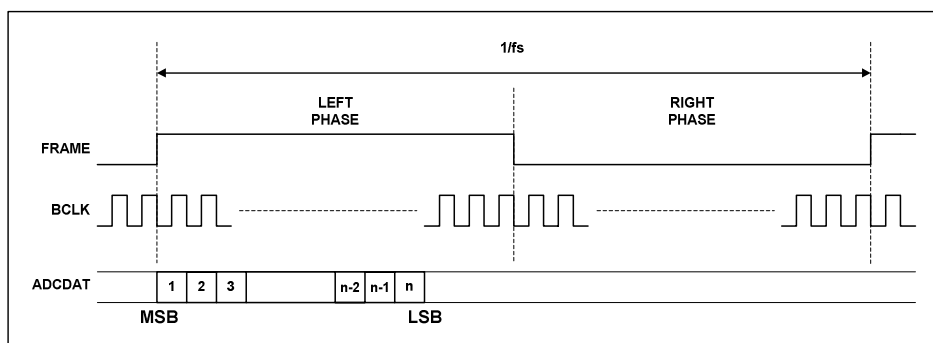 1/fs
LEFT
PHASE
RIGHT
PHASE
FRAME
BCLK
ADCDAT
1 2 3 n-2 n-1 n
MSB LSB